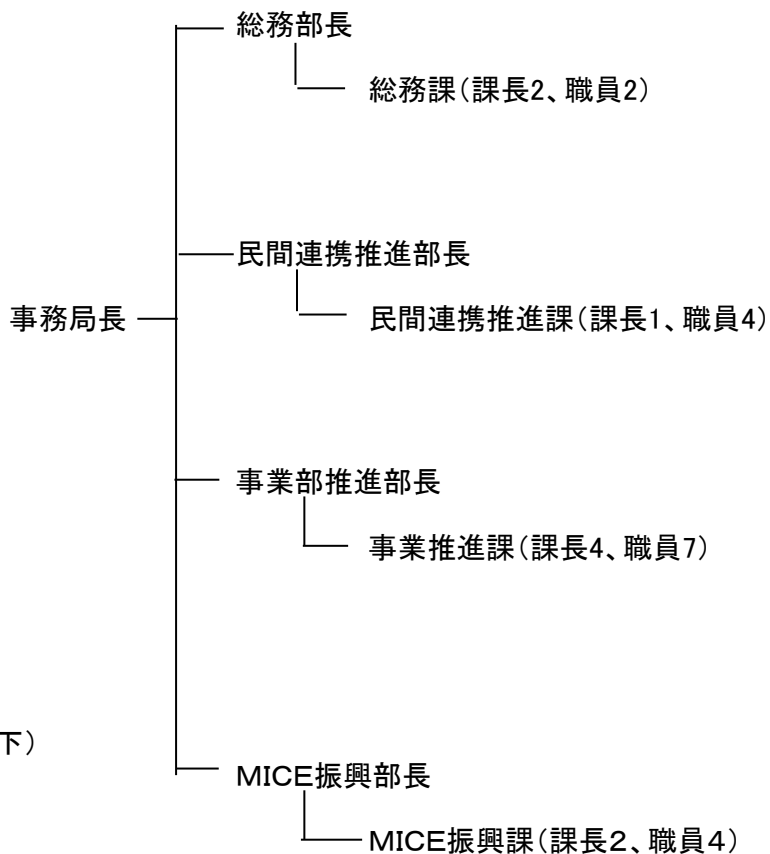 総務部長
総務課(課長2、職員2)
民間連携推進部長
事務局長
民間連携推進課(課長1、職員4)
事業部推進部長
事業推進課(課長4、職員7)
下)
MICE振興部長
MICE振興課(課長2、職員4)